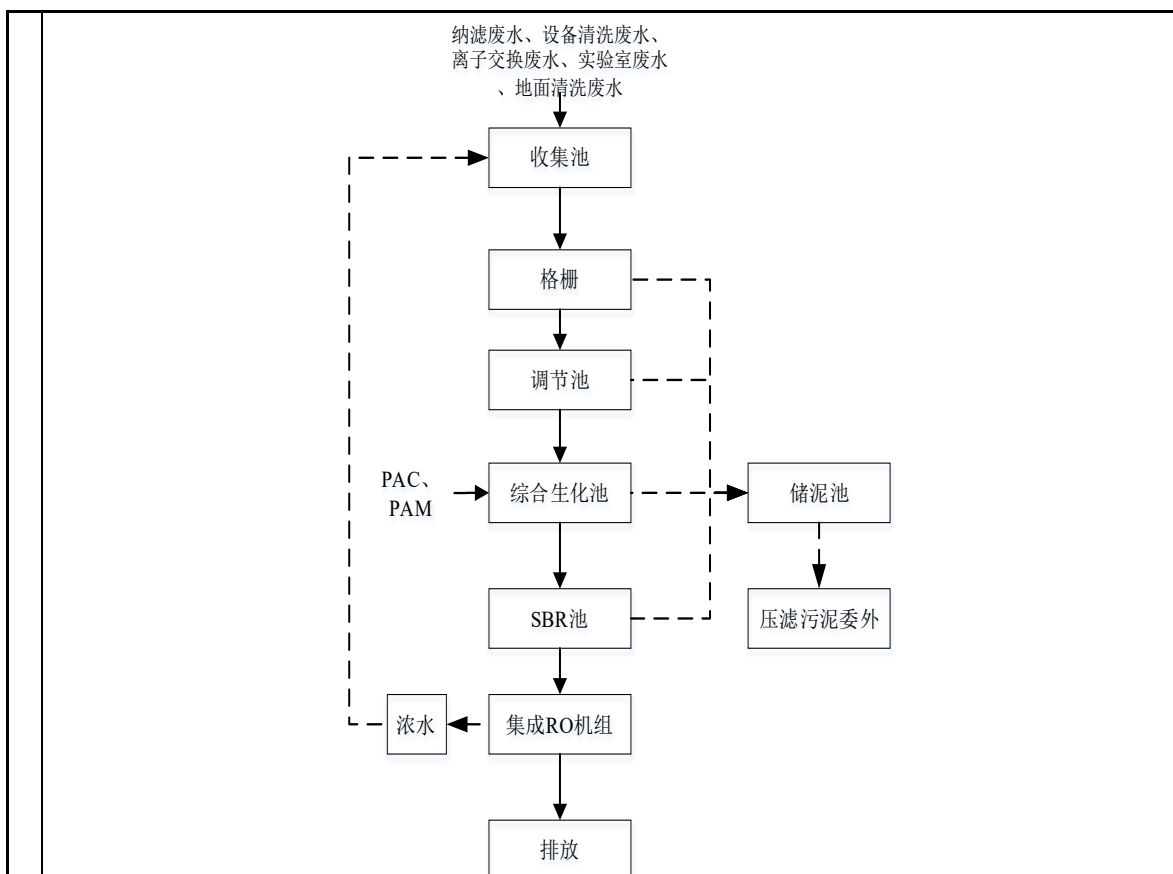 纳滤废水、设备清洗废水、
离子交换废水、实验室废水
、地面清洗废水
收集池
格栅
调节池
PAC、
PAM
综合生化池
储泥池
SBR池
压滤污泥委外
浓水
集成RO机组
排放